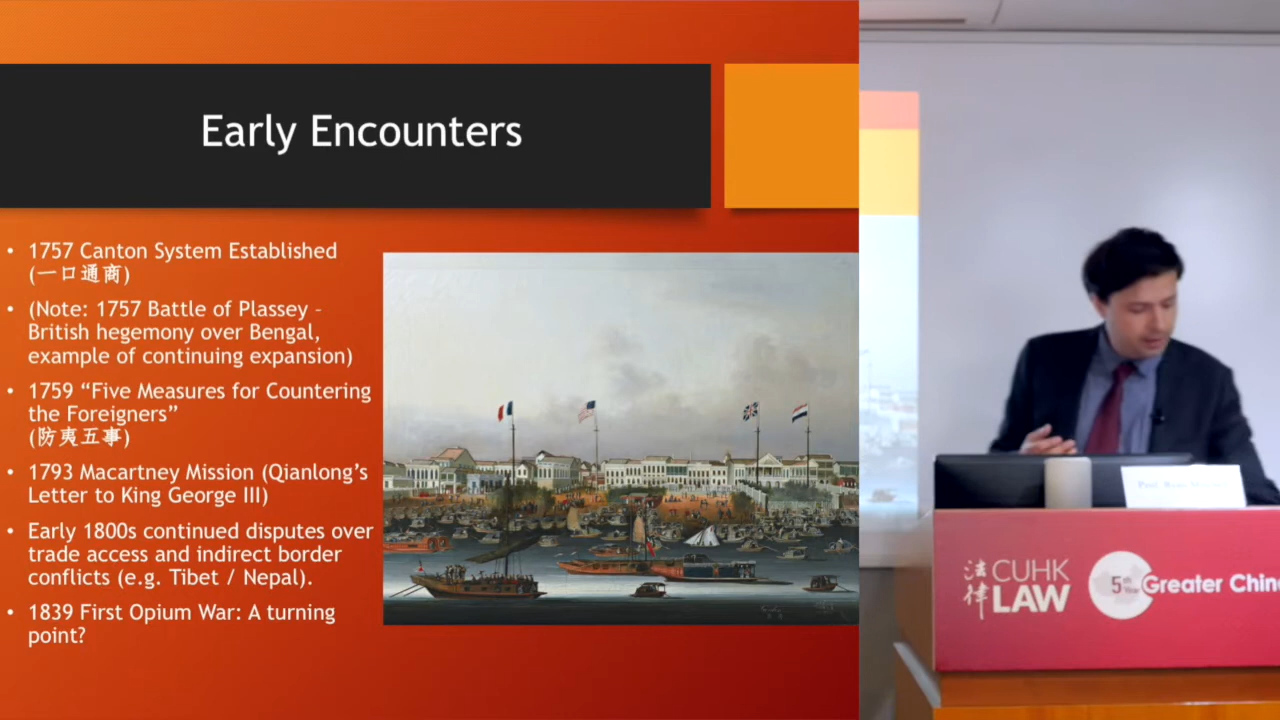 Early Encounters
• 1757 Canton System Established
(一口通商)
• (Note: 1757 Battle of Plassey –
British hegemony over Bengal,
example of continuing expansion)
• 1759 “Five Measures for Countering
the Foreigners”
(防夷五事)
• 1793 Macartney Mission (Qianlong’s
Letter to King George III)
• Early 1800s continued disputes over
trade access and indirect border
conflicts (e.g. Tibet / Nepal).
• 1839 First Opium War: A turning
point?
Prof.
法律
CUHK
LAW
5th
Year
Greater